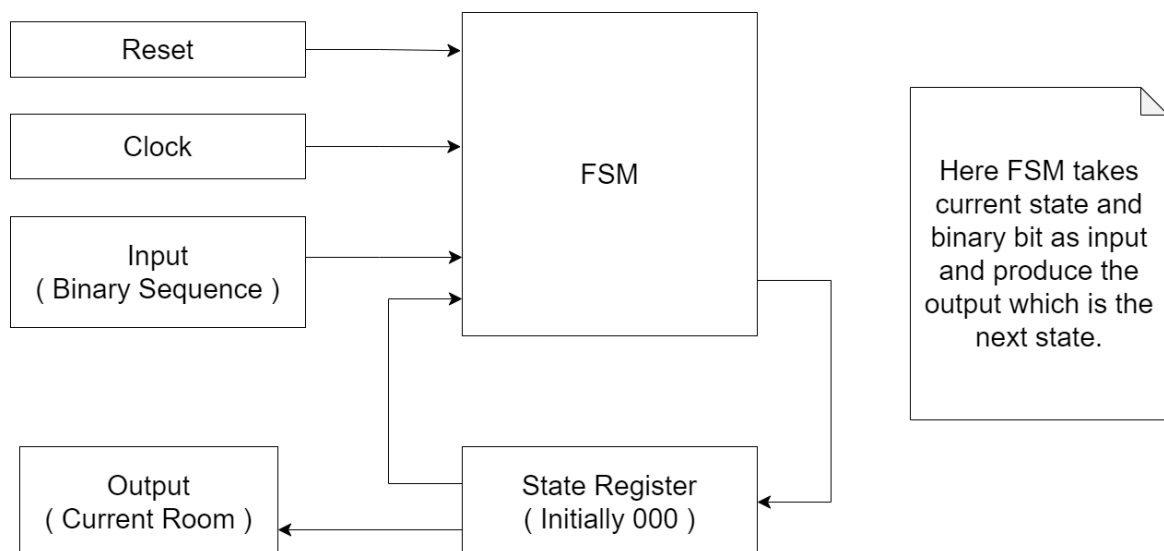 Reset
Clock
Input
( Binary Sequence )
FSM
Here FSM takes
current state and
binary bit as input
and produce the
output which is the
next state.
Output
( Current Room )
State Register
( Initially 000 )